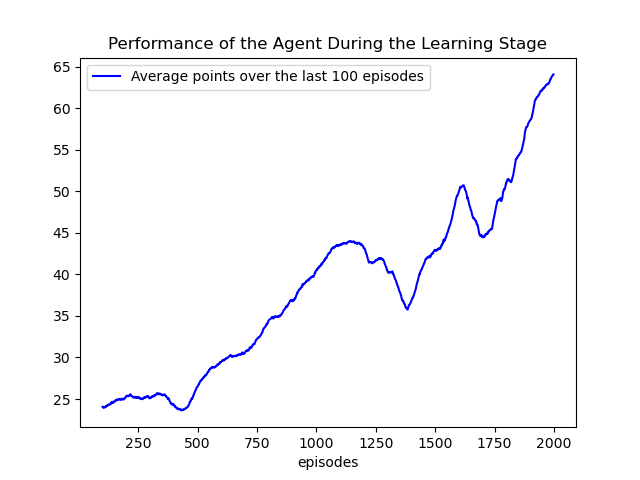 Performance of the Agent During the Learning Stage
Average points over the last 100 episodes
65
60
55
50
45
40
35
30
25
250 500 750 1000 1250 1500 1750 2000
episodes